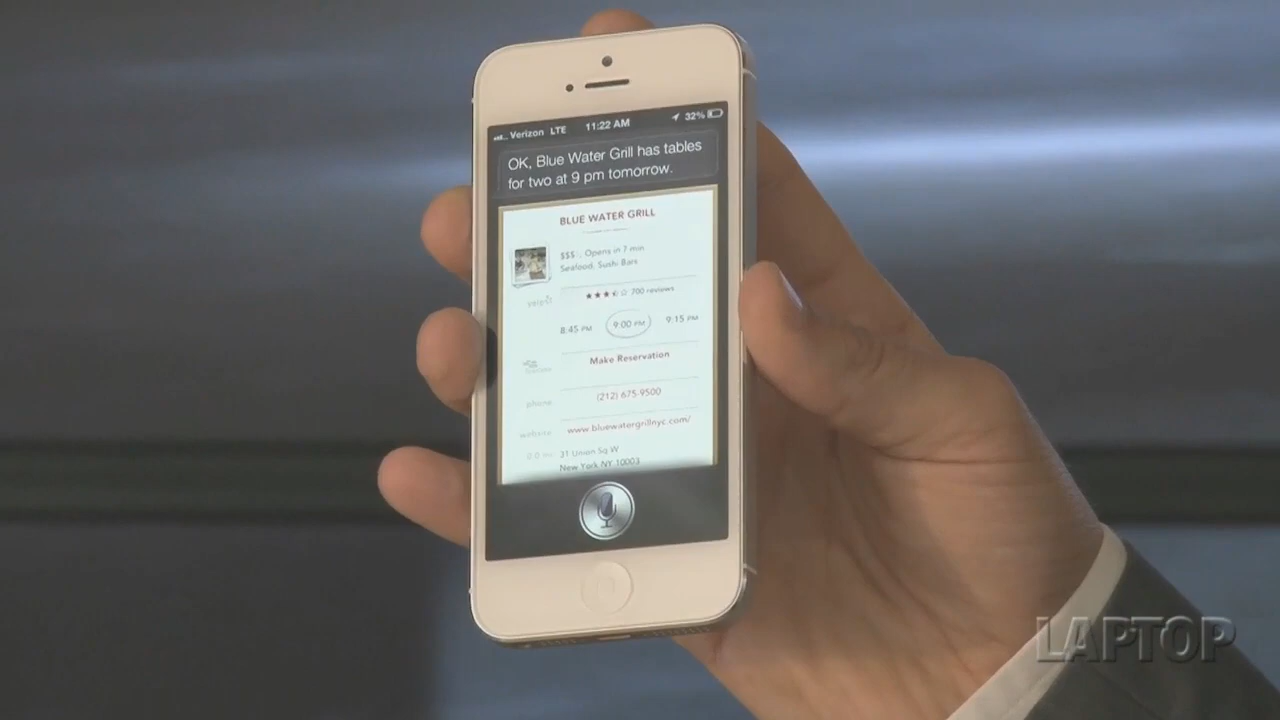 Verizon LTE 11:22 AM 32%
OK, Blue Water Grill has tables
for two at 9 pm tomorrow.
BLUE WATER GRILL
$$$ Opens in 7 min
Seafood, Sushi Bars
yelp
700 reviews
8:45 PM 9:00 PM 9:15 PM
Make Reservation
phone (212) 675-9500
website www.bluewatergrillnyc.com/
31 Union Sq W
New York NY 10003
LAPTOP